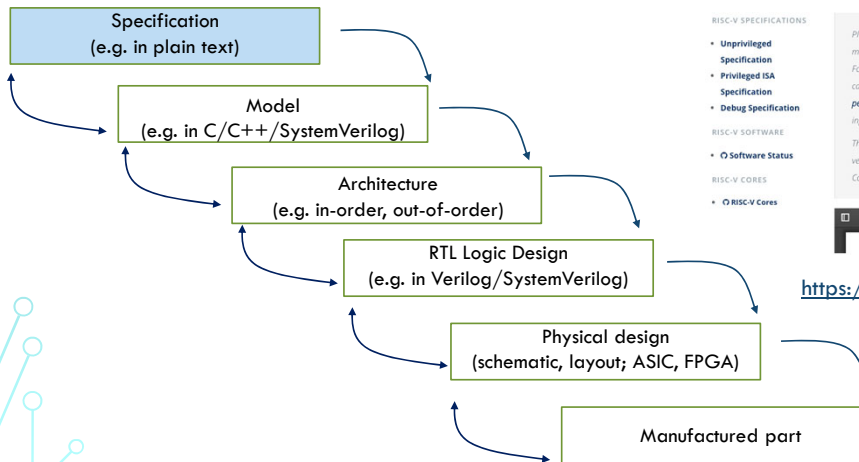 Specification
(e.g. in plain text)
Model
(e.g. in C/C++/SystemVerilog)
Architecture
(e.g. in-order, out-of-order)
RTL Logic Design
(e.g. in Verilog/SystemVerilog)
Physical design
(schematic, layout; ASIC, FPGA)
Manufactured part
RISC-V SPECIFICATIONS
• Unprivileged
Specification
• Privileged ISA
Specification
• Debug Specification
RISC-V SOFTWARE
• Software Status
RISC-V CORES
• RISC-V Cores
https:/